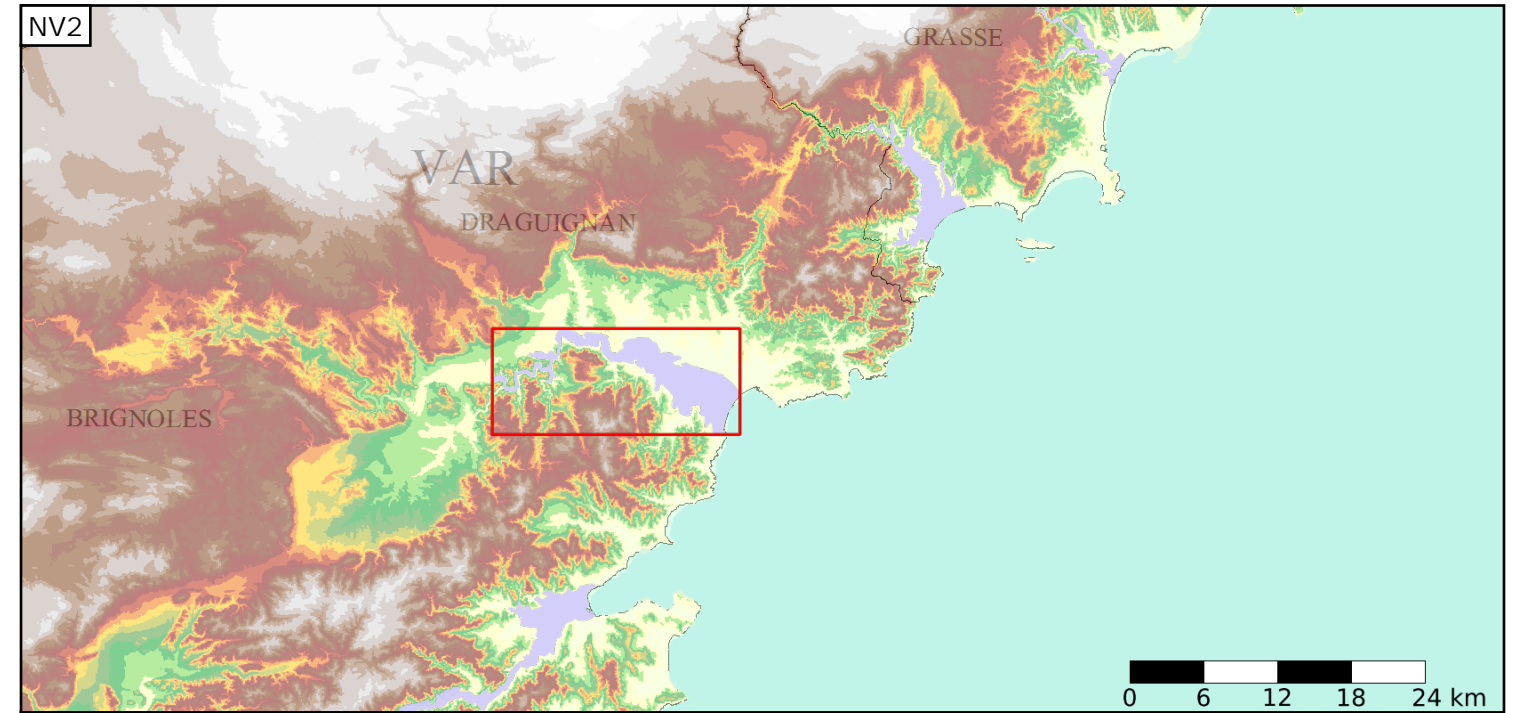 NV2
GRASSE
VAR
DRAGUIGNAN
BRIGNOLES
0 6 12 18 24 km